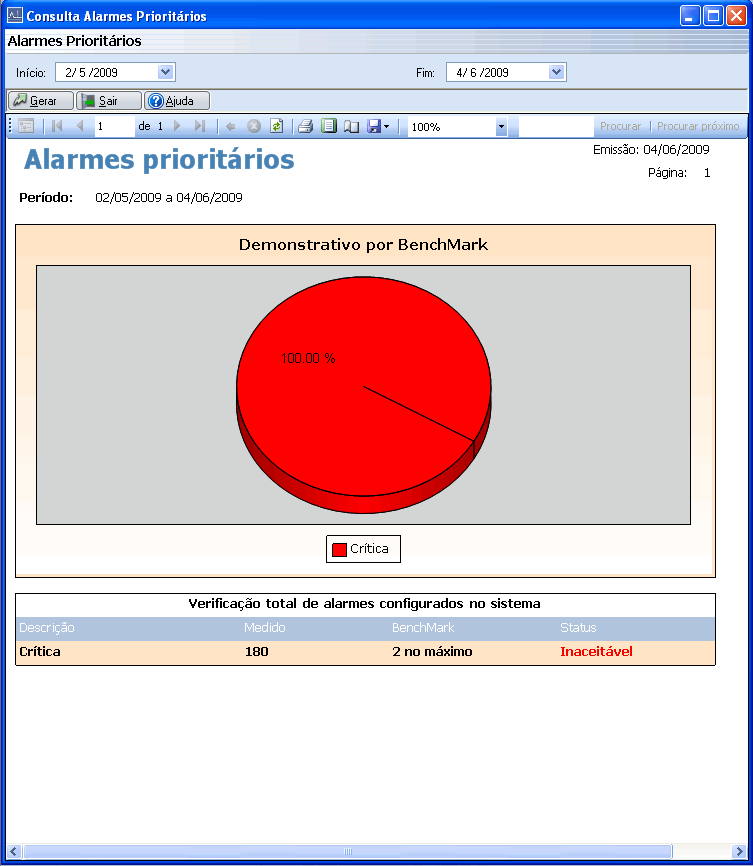 Consulta Alarmes Prioritários
Alarmes Prioritários
Início: 2/ 5 /2009 Fim: 4/ 6 /2009
Gerar Sair Ajuda
1 de 1 100% Procurar | Procurar próximo
Alarmes prioritários
Emissão: 04/06/2009
Página: 1
Período: 02/05/2009 a 04/06/2009
Demonstrativo por BenchMark
100.00 %
Crítica
Verificação total de alarmes configurados no sistema
Descrição Medido BenchMark Status
Crítica 180 2 no máximo Inaceitável